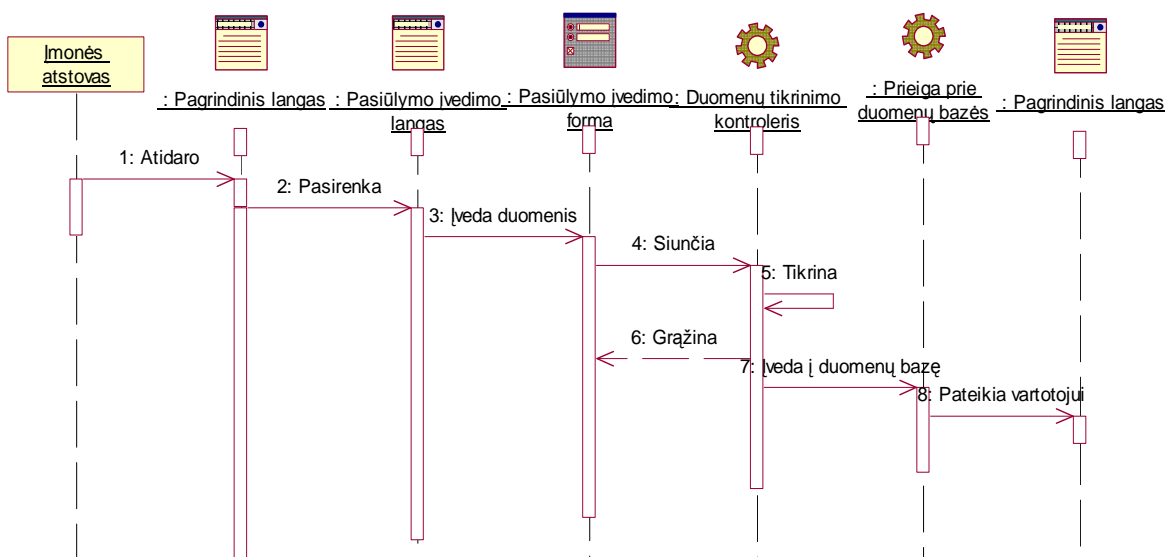 Įmonės
atstovas
: Pagrindinis langas
: Pasiūlymo įvedimo
langas
: Pasiūlymo įvedimo
forma
: Duomenų tikrinimo
kontroleris
: Prieiga prie
duomenų bazės
: Pagrindinis langas
1: Atidaro
2: Pasirenka
3: Įveda duomenis
4: Siunčia
5: Tikrina
6: Grąžina
7: Įveda į duomenų bazę
8: Pateikia vartotojui